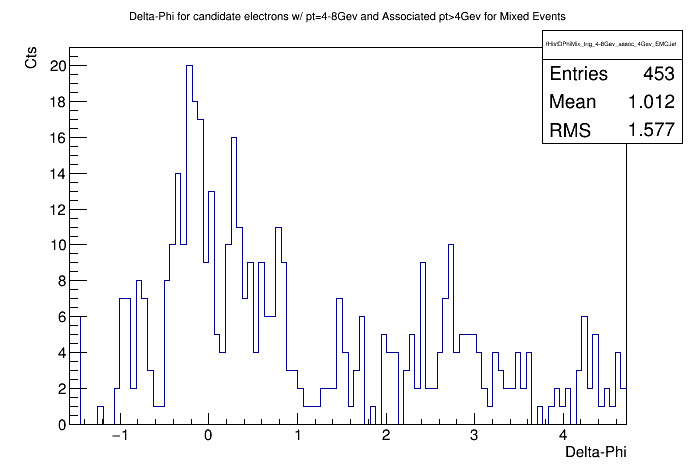 Delta-Phi for candidate electrons w/ pt=4-8Gev and Associated pt>4Gev for Mixed Events
fHistDPhiMix_trig_4-8Gev_assoc_4Gev_EMCJet
Entries 453
Mean 1.012
RMS 1.577
Cts
20
18
16
14
12
10
8
6
4
2
0
−1 0 1 2 3 4
Delta-Phi